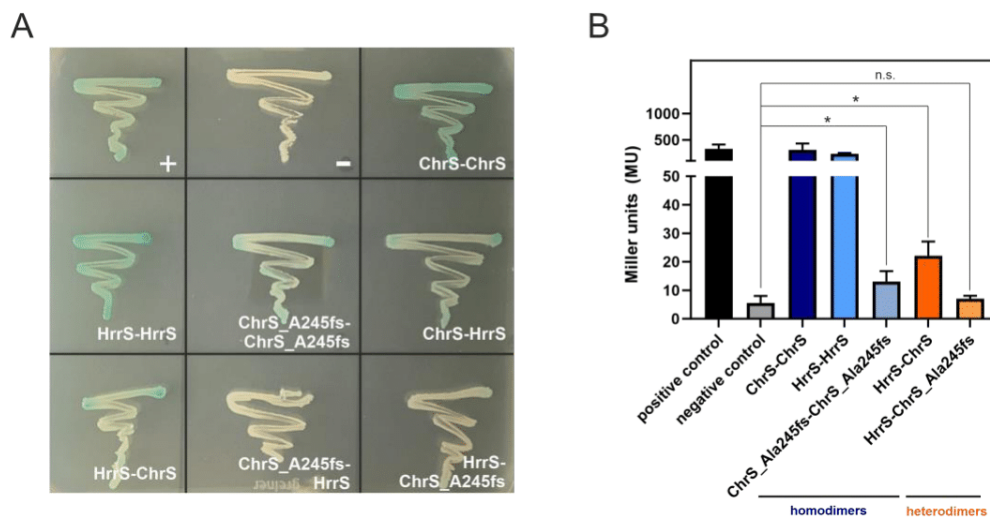 A
+
-
ChrS-ChrS
HrrS-HrrS
ChrS_A245fs-
ChrS_A245fs
ChrS-HrrS
HrrS-ChrS
ChrS_A245fs-
HrrS
HrrS-
ChrS_A245fs
greiner
B
Miller units (MU)
1000
500
50
40
30
20
10
0
n.s.
*
*
positive control
negative control
ChrS-ChrS
HrrS-HrrS
ChrS_Ala245fs-ChrS_Ala245fs
HrrS-ChrS
HrrS-ChrS_Ala245fs
homodimers
heterodimers